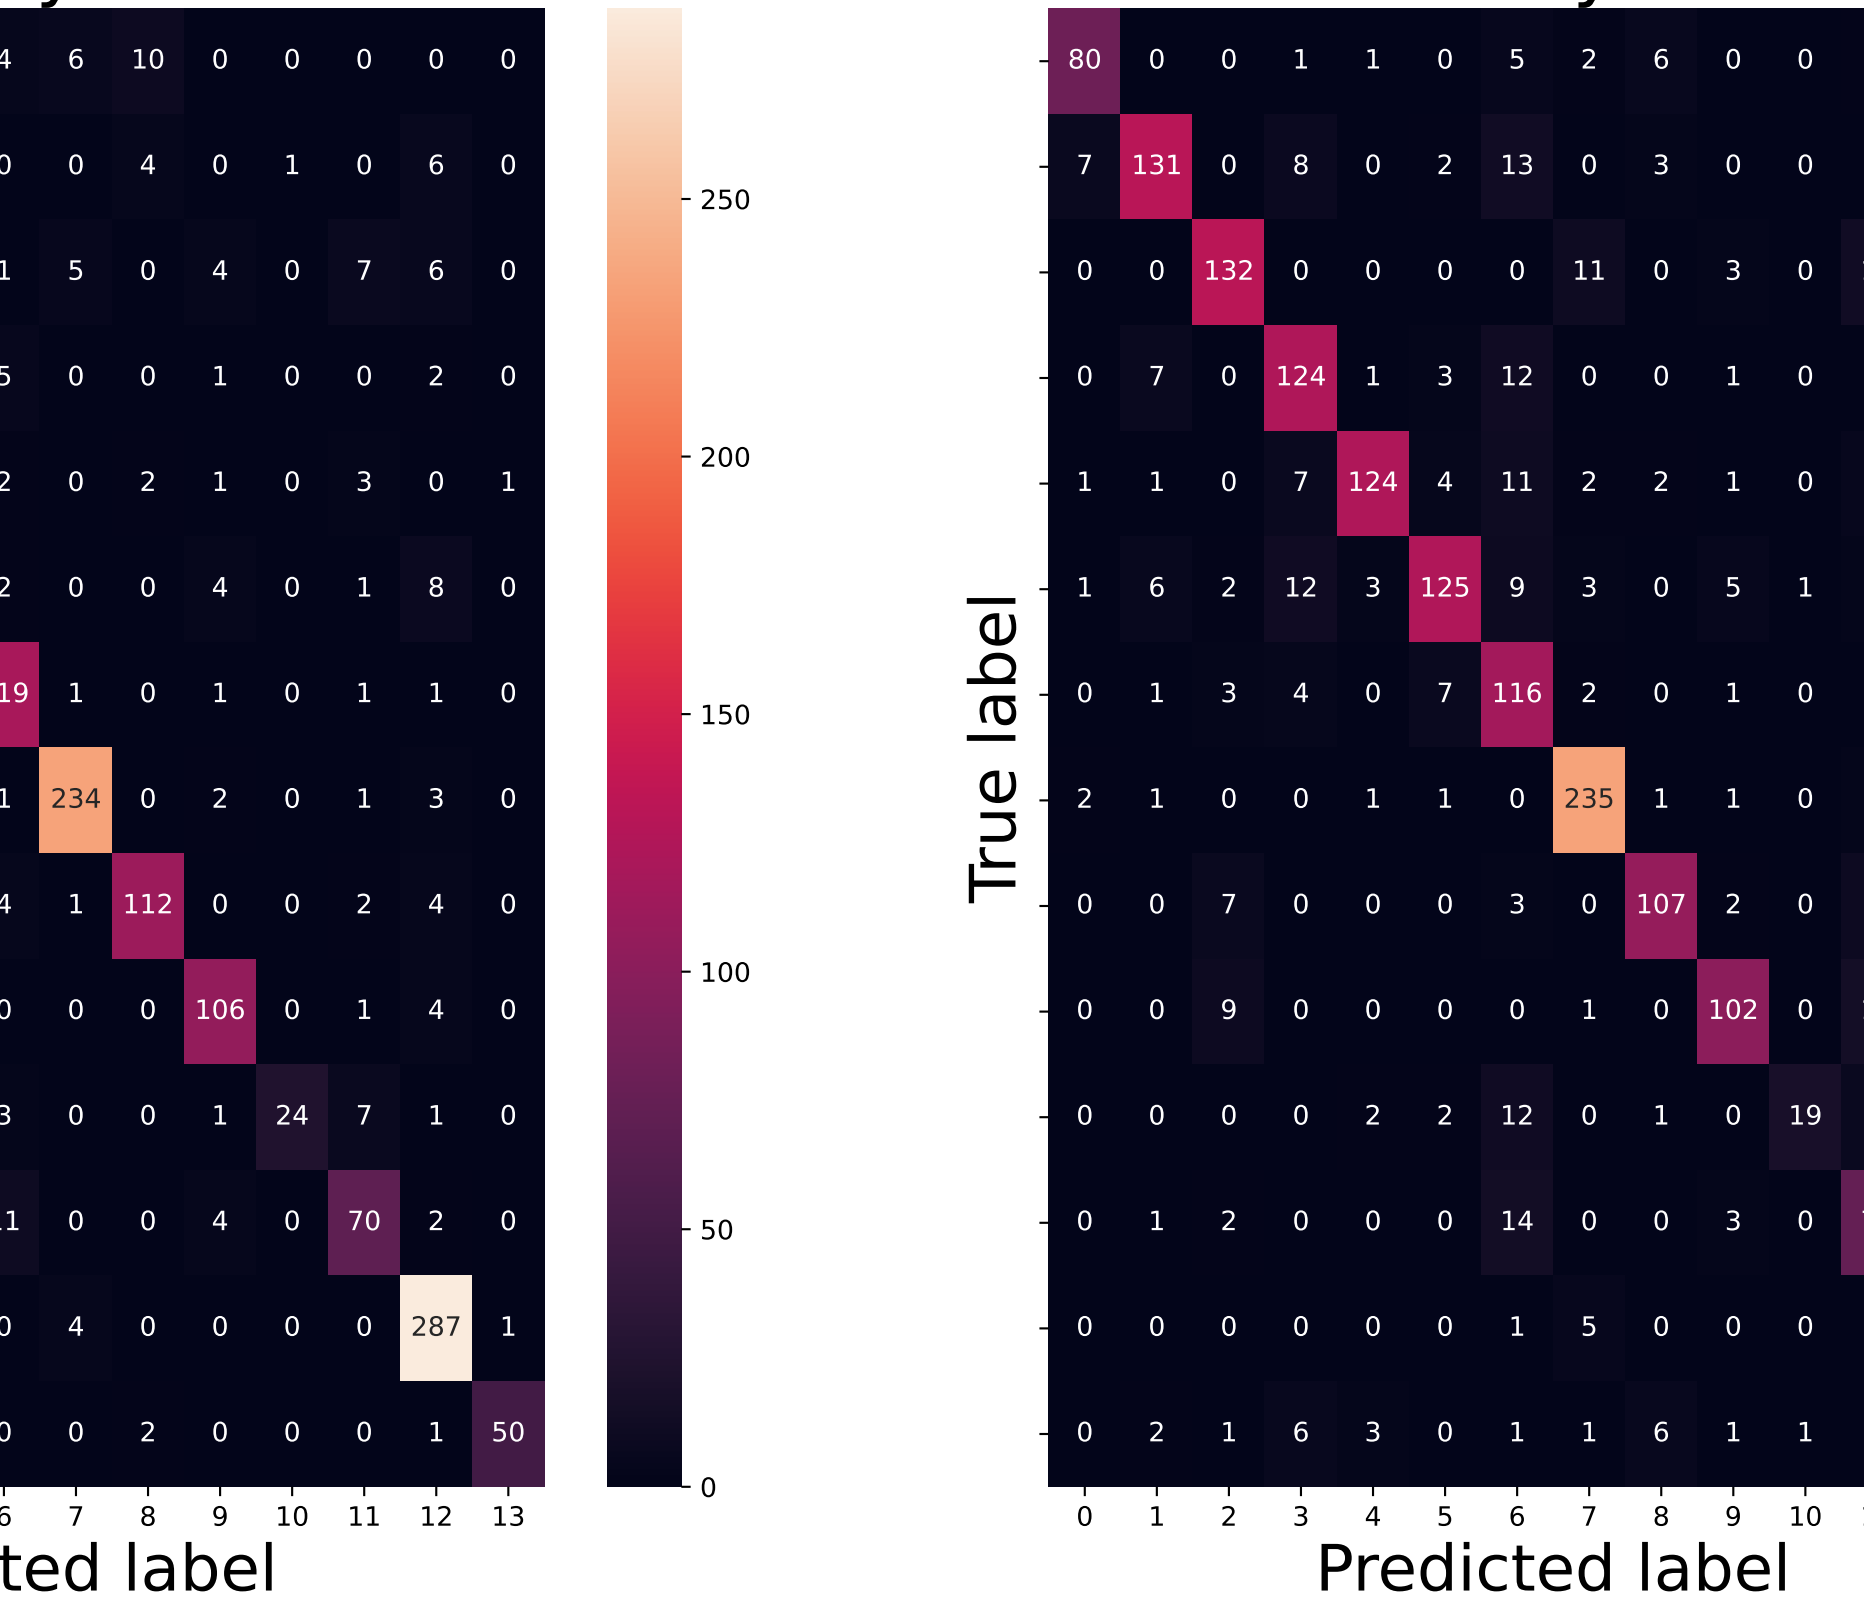 4 6 10 0 0 0 0 0
0 0 4 0 1 0 6 0
1 5 0 4 0 7 6 0
5 0 0 1 0 0 2 0
2 0 2 1 0 3 0 1
2 0 0 4 0 1 8 0
19 1 0 1 0 1 1 0
1 234 0 2 0 1 3 0
4 1 112 0 0 2 4 0
0 0 0 106 0 1 4 0
3 0 0 1 24 7 1 0
11 0 0 4 0 70 2 0
0 4 0 0 0 0 287 1
0 0 2 0 0 0 1 50
6 7 8 9 10 11 12 13
ted label
250
200
150
100
50
0
True label
80 0 0 1 1 0 5 2 6 0 0
7 131 0 8 0 2 13 0 3 0 0
0 0 132 0 0 0 0 11 0 3 0
0 7 0 124 1 3 12 0 0 1 0
1 1 0 7 124 4 11 2 2 1 0
1 6 2 12 3 125 9 3 0 5 1
0 1 3 4 0 7 116 2 0 1 0
2 1 0 0 1 1 0 235 1 1 0
0 0 7 0 0 0 3 0 107 2 0
0 0 9 0 0 0 0 1 0 102 0
0 0 0 0 2 2 12 0 1 0 19
0 1 2 0 0 0 14 0 0 3 0
0 0 0 0 0 0 1 5 0 0 0
0 2 1 6 3 0 1 1 6 1 1
0 1 2 3 4 5 6 7 8 9 10
Predicted label